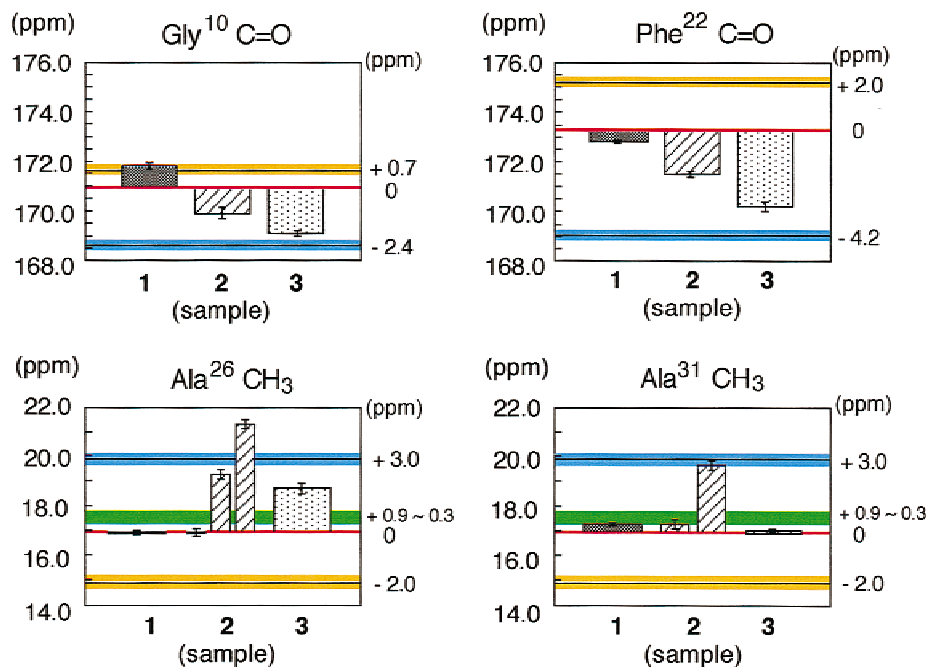 (ppm)
Gly¹⁰ C=O
(ppm)
176.0
174.0
172.0
170.0
168.0
+ 0.7
0
- 2.4
1 2 3
(sample)
(ppm)
Phe²² C=O
(ppm)
176.0
174.0
172.0
170.0
168.0
+ 2.0
0
- 4.2
1 2 3
(sample)
(ppm)
Ala²⁶ CH₃
(ppm)
22.0
20.0
18.0
16.0
14.0
+ 3.0
+ 0.9 ~ 0.3
0
- 2.0
1 2 3
(sample)
(ppm)
Ala³¹ CH₃
(ppm)
22.0
20.0
18.0
16.0
14.0
+ 3.0
+ 0.9 ~ 0.3
0
- 2.0
1 2 3
(sample)